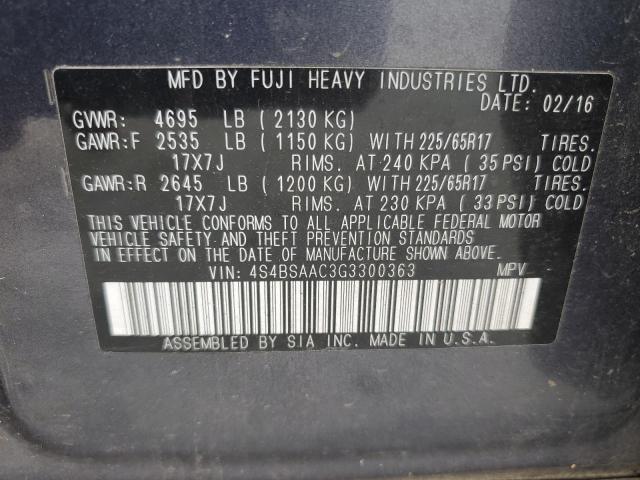 MFD BY FUJI HEAVY INDUSTRIES LTD.
DATE: 02/16
GVWR: 4695 LB (2130 KG)
GAWR:F 2535 LB (1150 KG) WITH 225/65R17 TIRES.
17X7J RIMS. AT 240 KPA (35 PSI) COLD
GAWR:R 2645 LB (1200 KG) WITH 225/65R17 TIRES.
17X7J RIMS. AT 230 KPA (33 PSI) COLD
THIS VEHICLE CONFORMS TO ALL APPLICABLE FEDERAL MOTOR
VEHICLE SAFETY AND THEFT PREVENTION STANDARDS
IN EFFECT ON THE DATE OF MANUFACTURE SHOWN ABOVE.
VIN: 4S4BSAAC3G3300363 MPV
ASSEMBLED BY SIA INC. MADE IN U.S.A.